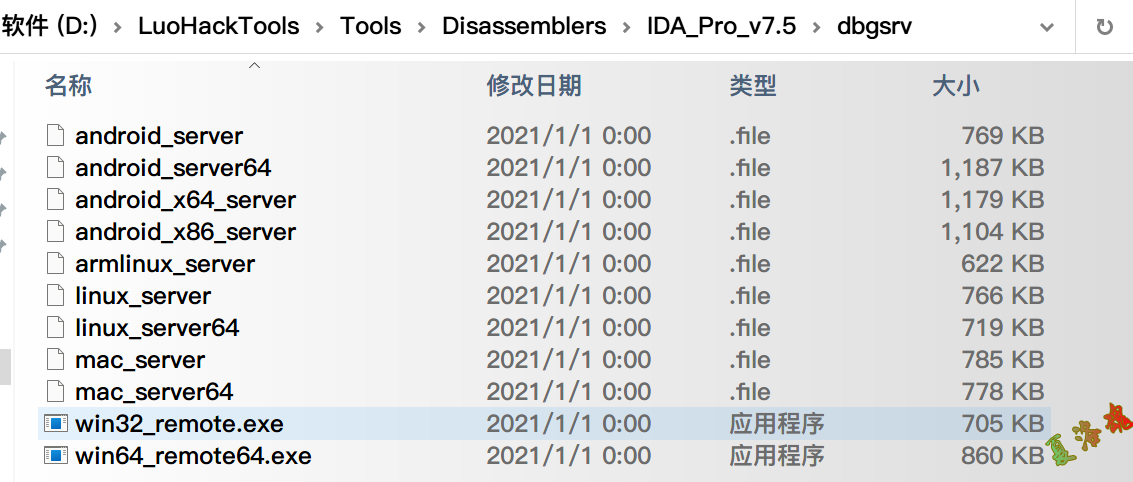 软件 (D:) › LuoHackTools › Tools › Disassemblers › IDA_Pro_v7.5 › dbgsrv
名称 修改日期 类型 大小
android_server 2021/1/1 0:00 .file 769 KB
android_server64 2021/1/1 0:00 .file 1,187 KB
android_x64_server 2021/1/1 0:00 .file 1,179 KB
android_x86_server 2021/1/1 0:00 .file 1,104 KB
armlinux_server 2021/1/1 0:00 .file 622 KB
linux_server 2021/1/1 0:00 .file 766 KB
linux_server64 2021/1/1 0:00 .file 719 KB
mac_server 2021/1/1 0:00 .file 785 KB
mac_server64 2021/1/1 0:00 .file 778 KB
win32_remote.exe 2021/1/1 0:00 应用程序 705 KB
win64_remote64.exe 2021/1/1 0:00 应用程序 860 KB